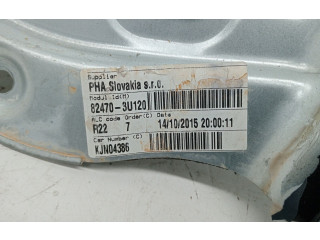 Supplier
PHA Slovakia s.r.o.
Modul Id(M)
82470-3U120
ALC code Order(C) Date
R22 7 14/10/2015 20:00:11
Car Number (C)
KJN04386